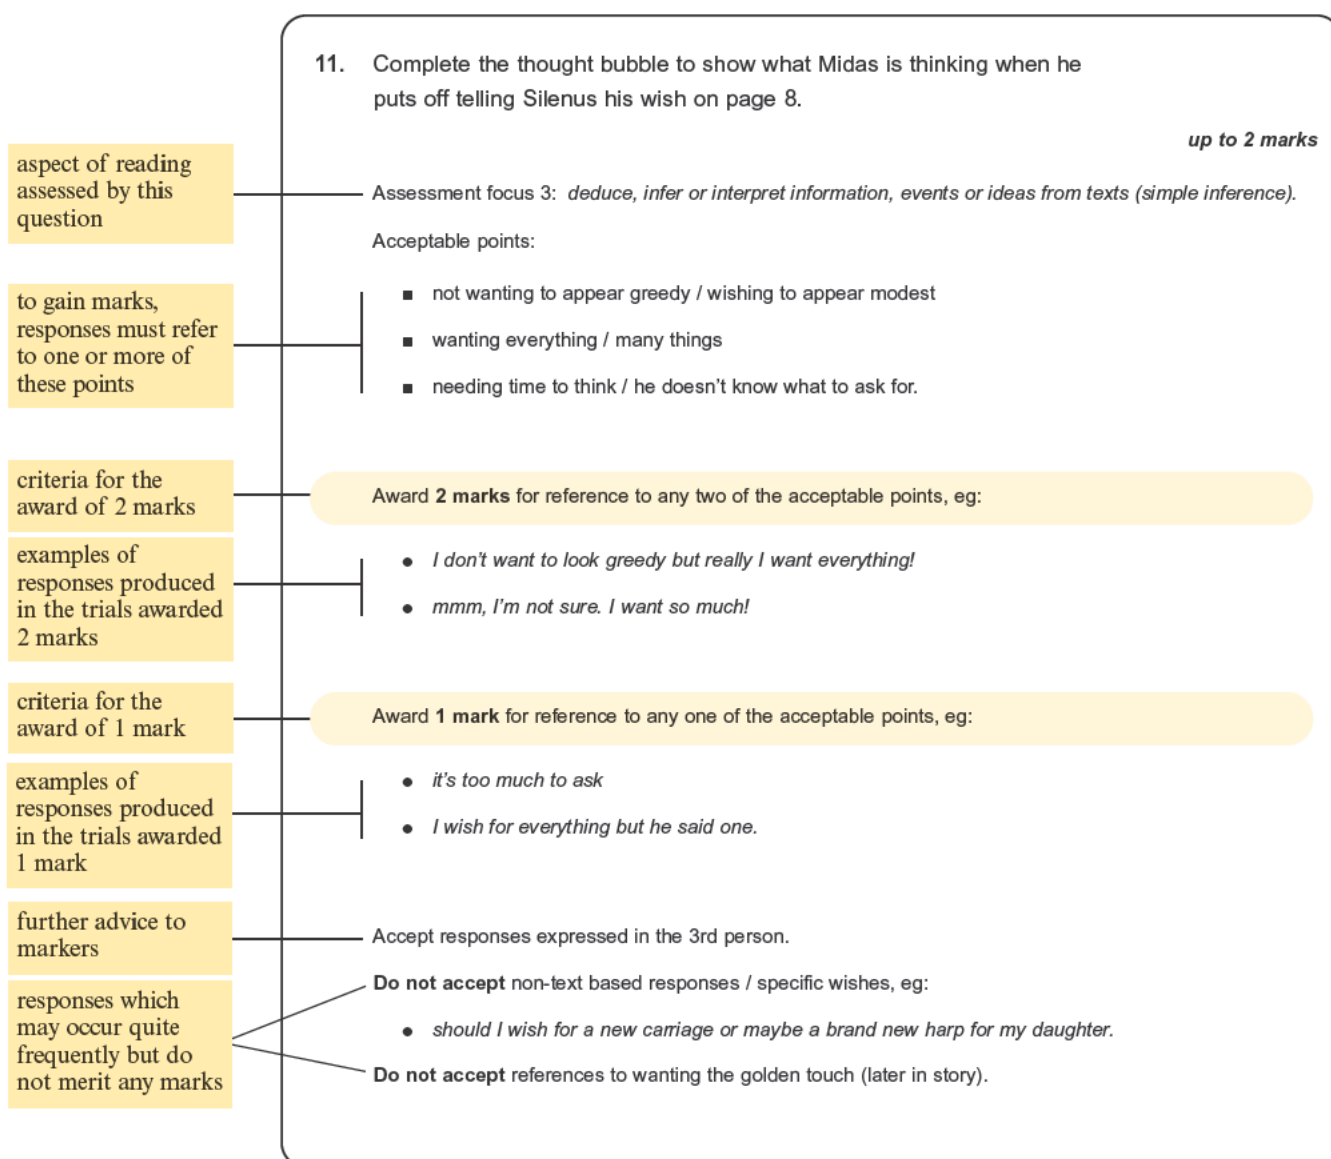 11. Complete the thought bubble to show what Midas is thinking when he
puts off telling Silenus his wish on page 8.
up to 2 marks
aspect of reading
assessed by this
question
Assessment focus 3: deduce, infer or interpret information, events or ideas from texts (simple inference).
Acceptable points:
to gain marks,
responses must refer
to one or more of
these points
■ not wanting to appear greedy / wishing to appear modest
■ wanting everything / many things
■ needing time to think / he doesn't know what to ask for.
criteria for the
award of 2 marks
Award 2 marks for reference to any two of the acceptable points, eg:
examples of
responses produced
in the trials awarded
2 marks
● I don't want to look greedy but really I want everything!
● mmm, I'm not sure. I want so much!
criteria for the
award of 1 mark
Award 1 mark for reference to any one of the acceptable points, eg:
examples of
responses produced
in the trials awarded
1 mark
● it's too much to ask
● I wish for everything but he said one.
further advice to
markers
Accept responses expressed in the 3rd person.
responses which
may occur quite
frequently but do
not merit any marks
Do not accept non-text based responses / specific wishes, eg:
● should I wish for a new carriage or maybe a brand new harp for my daughter.
Do not accept references to wanting the golden touch (later in story).